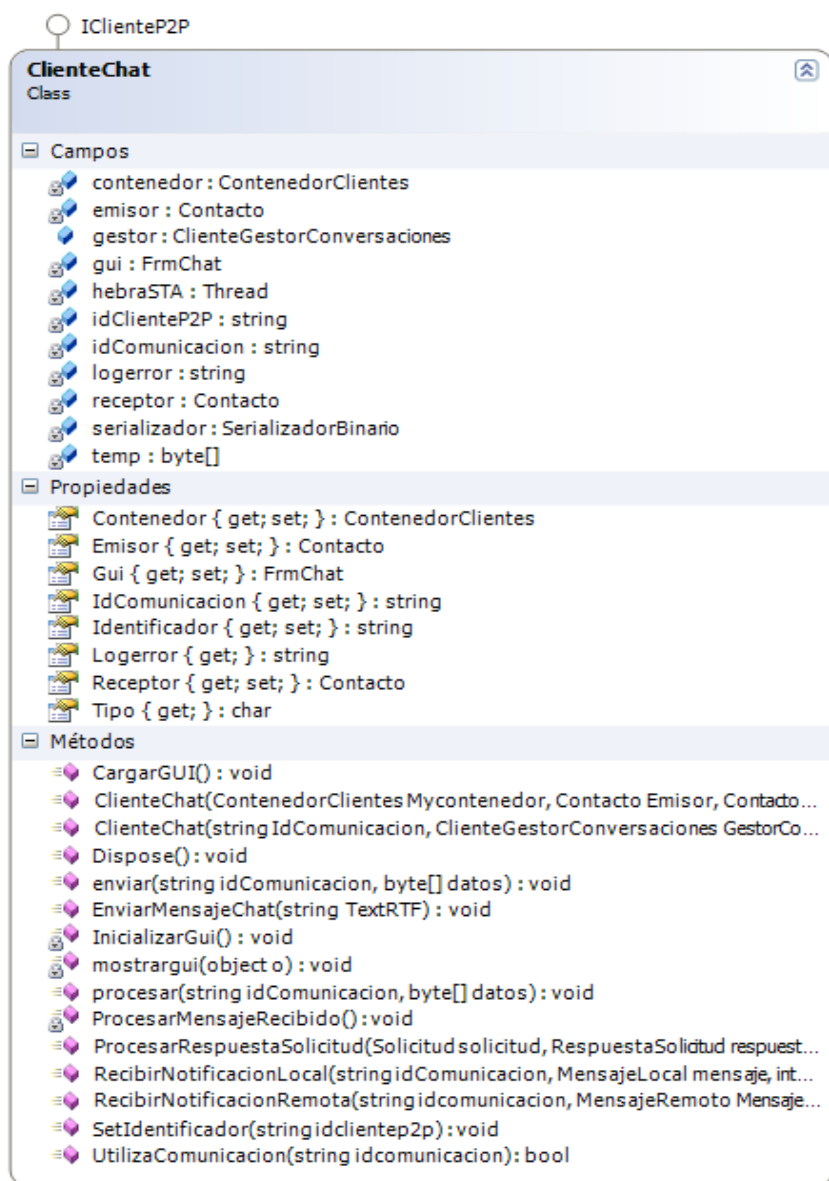 IClienteP2P
ClienteChat
Class
Campos
contenedor : ContenedorClientes
emisor : Contacto
gestor : ClienteGestorConversaciones
gui : FrmChat
hebraSTA : Thread
idClienteP2P : string
idComunicacion : string
logerror : string
receptor : Contacto
serializador : SerializadorBinario
temp : byte[]
Propiedades
Contenedor { get; set; } : ContenedorClientes
Emisor { get; set; } : Contacto
Gui { get; set; } : FrmChat
IdComunicacion { get; set; } : string
Identificador { get; set; } : string
Logerror { get; } : string
Receptor { get; set; } : Contacto
Tipo { get; } : char
Métodos
CargarGUI() : void
ClienteChat(ContenedorClientes Mycontenedor, Contacto Emisor, Contacto...
ClienteChat(string IdComunicacion, ClienteGestorConversaciones GestorCo...
Dispose() : void
enviar(string idComunicacion, byte[] datos) : void
EnviarMensajeChat(string TextRTF) : void
InicializarGui() : void
mostrargui(object o) : void
procesar(string idComunicacion, byte[] datos) : void
ProcesarMensajeRecibido() : void
ProcesarRespuestaSolicitud(Solicitud solicitud, RespuestaSolicitud respuest...
RecibirNotificacionLocal(string idComunicacion, MensajeLocal mensaje, int...
RecibirNotificacionRemota(string idcomunicacion, MensajeRemoto Mensaje...
SetIdentificador(string idclientep2p) : void
UtilizaComunicacion(string idcomunicacion) : bool